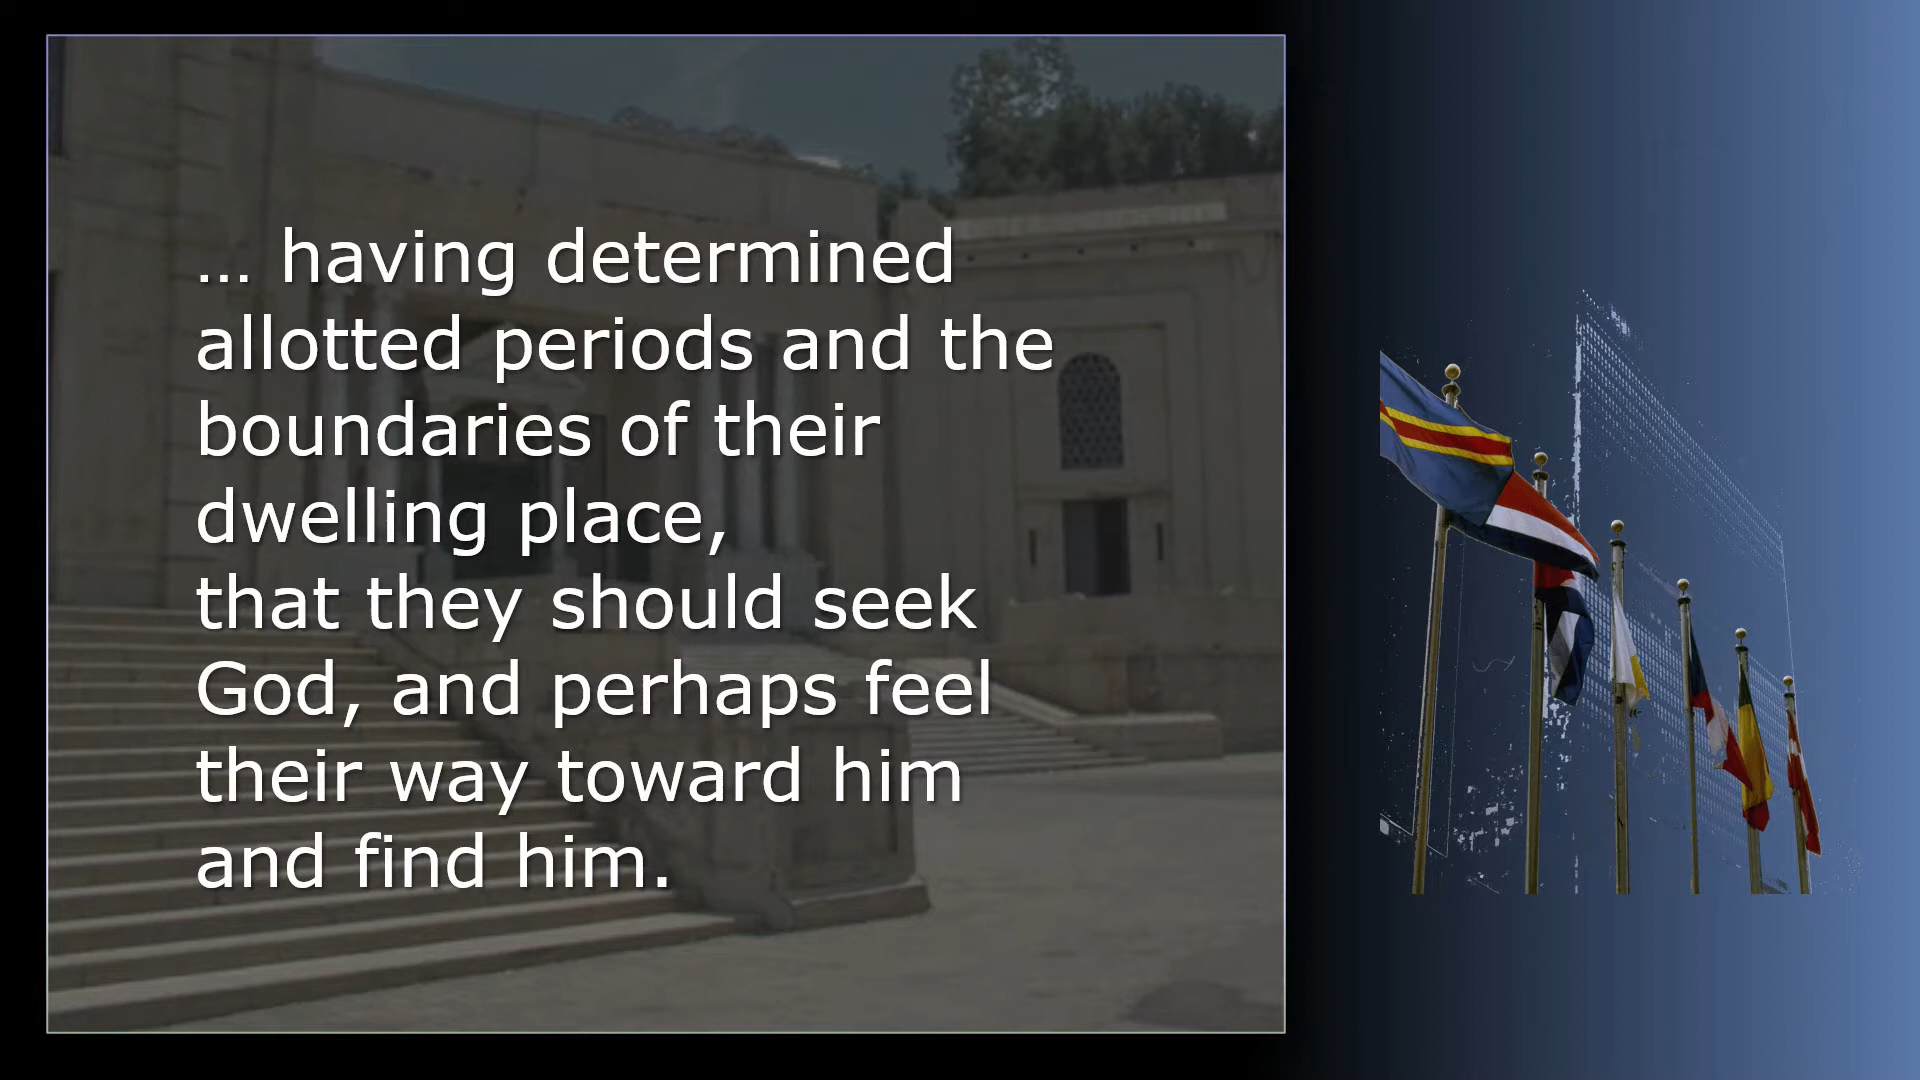 … having determined
allotted periods and the
boundaries of their
dwelling place,
that they should seek
God, and perhaps feel
their way toward him
and find him.